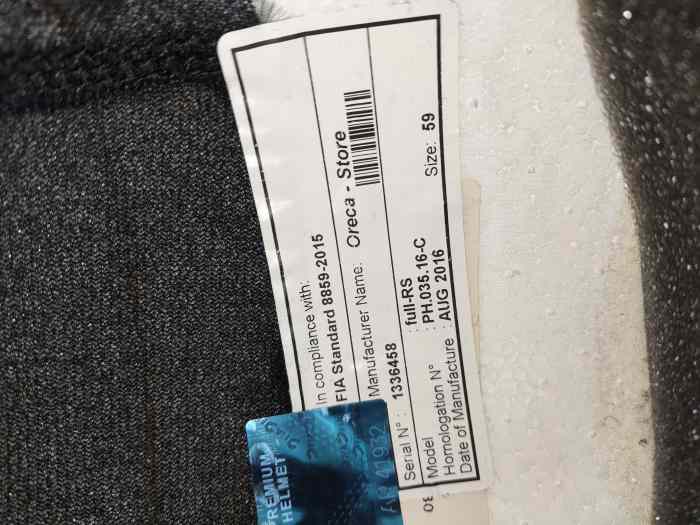 In compliance with:
FIA Standard 8859-2015
Manufacturer Name: Oreca - Store
Serial N° : 1336458
Model : full-RS Size: 59
Homologation N° : PH.035.16-C
Date of Manufacture : AUG 2016
PREMIUM
HELMET